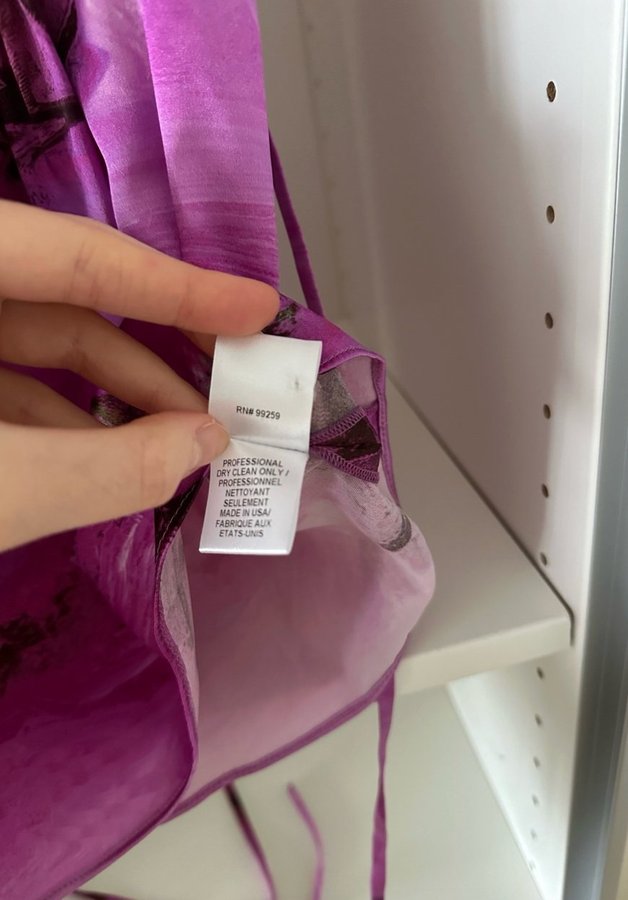 RN# 99259
PROFESSIONAL
DRY CLEAN ONLY /
PROFESSIONNEL
NETTOYANT
SEULEMENT
MADE IN USA/
FABRIQUE AUX
ETATS-UNIS